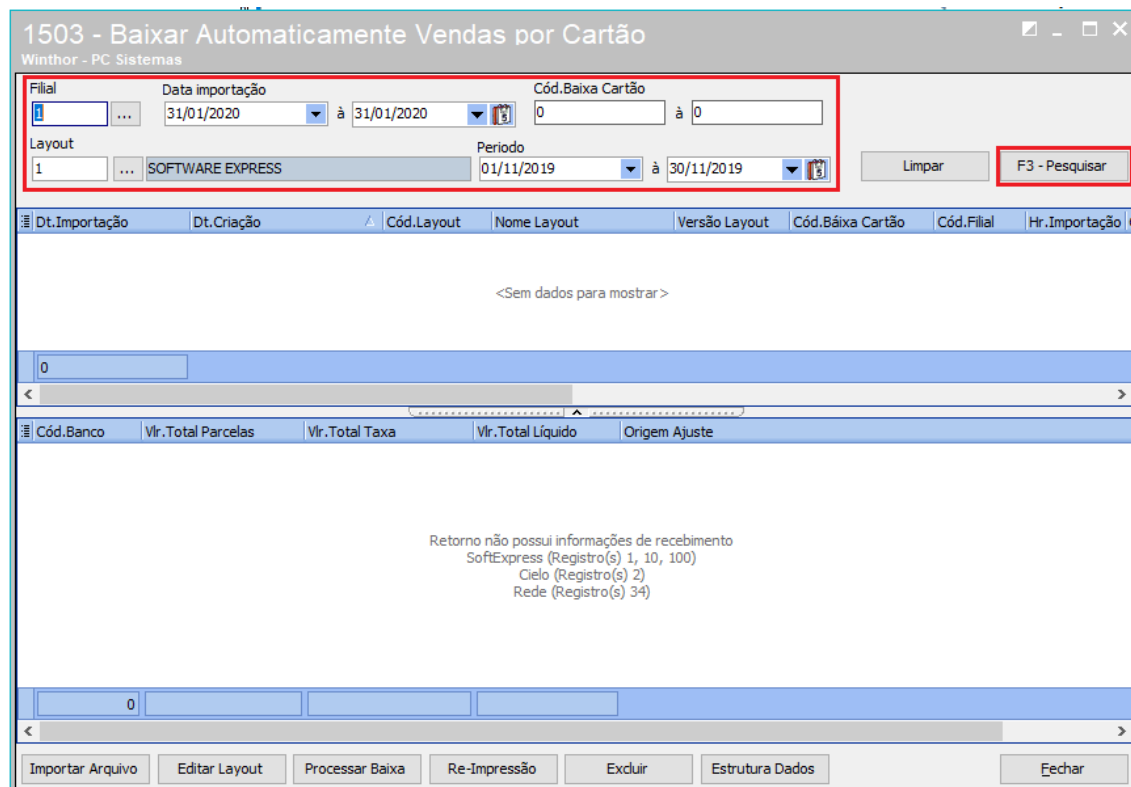 1503 - Baixar Automaticamente Vendas por Cartão
Winthor - PC Sistemas
Filial Data importação Cód.Baixa Cartão
1 ... 31/01/2020 à 31/01/2020 0 à 0
Layout Periodo
1 ... SOFTWARE EXPRESS 01/11/2019 à 30/11/2019 Limpar F3 - Pesquisar
Dt.Importação Dt.Criação Cód.Layout Nome Layout Versão Layout Cód.Báixa Cartão Cód.Filial Hr.Importação
<Sem dados para mostrar>
0
Cód.Banco Vlr.Total Parcelas Vlr.Total Taxa Vlr.Total Líquido Origem Ajuste
Retorno não possui informações de recebimento
SoftExpress (Registro(s) 1, 10, 100)
Cielo (Registro(s) 2)
Rede (Registro(s) 34)
0
Importar Arquivo Editar Layout Processar Baixa Re-Impressão Excluir Estrutura Dados Fechar